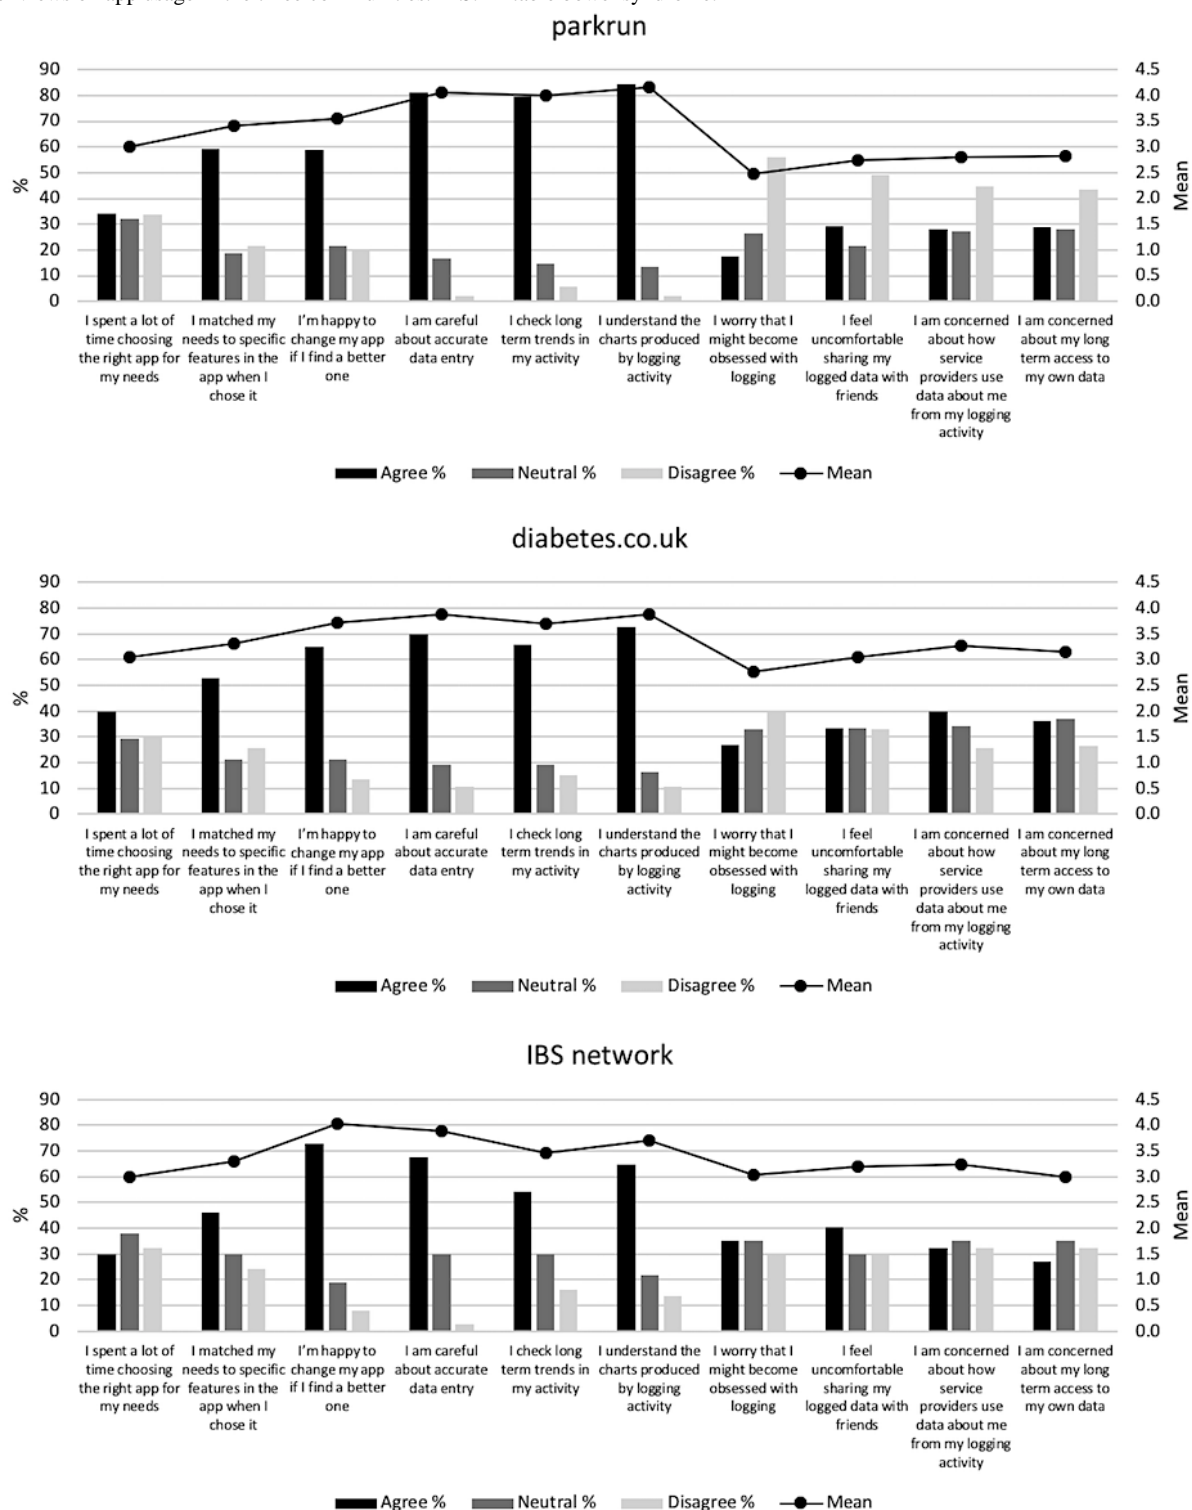 parkrun
90
80
70
60
50
40
30
20
10
0
%
4.5
4.0
3.5
3.0
2.5
2.0
1.5
1.0
0.5
0.0
Mean
I spent a lot of
time choosing
the right app for
my needs
I matched my
needs to specific
features in the
app when I
chose it
I'm happy to
change my app
if I find a better
one
I am careful
about accurate
data entry
I check long
term trends in
my activity
I understand the
charts produced
by logging
activity
I worry that I
might become
obsessed with
logging
I feel
uncomfortable
sharing my
logged data with
friends
I am concerned
about how
service
providers use
data about me
from my logging
activity
I am concerned
about my long
term access to
my own data
Agree % Neutral % Disagree % Mean
diabetes.co.uk
90
80
70
60
50
40
30
20
10
0
%
4.5
4.0
3.5
3.0
2.5
2.0
1.5
1.0
0.5
0.0
Mean
I spent a lot of
time choosing
the right app for
my needs
I matched my
needs to specific
features in the
app when I
chose it
I'm happy to
change my app
if I find a better
one
I am careful
about accurate
data entry
I check long
term trends in
my activity
I understand the
charts produced
by logging
activity
I worry that I
might become
obsessed with
logging
I feel
uncomfortable
sharing my
logged data with
friends
I am concerned
about how
service
providers use
data about me
from my logging
activity
I am concerned
about my long
term access to
my own data
Agree % Neutral % Disagree % Mean
IBS network
90
80
70
60
50
40
30
20
10
0
%
4.5
4.0
3.5
3.0
2.5
2.0
1.5
1.0
0.5
0.0
Mean
I spent a lot of
time choosing
the right app for
my needs
I matched my
needs to specific
features in the
app when I
chose it
I'm happy to
change my app
if I find a better
one
I am careful
about accurate
data entry
I check long
term trends in
my activity
I understand the
charts produced
by logging
activity
I worry that I
might become
obsessed with
logging
I feel
uncomfortable
sharing my
logged data with
friends
I am concerned
about how
service
providers use
data about me
from my logging
activity
I am concerned
about my long
term access to
my own data
Agree % Neutral % Disagree % Mean